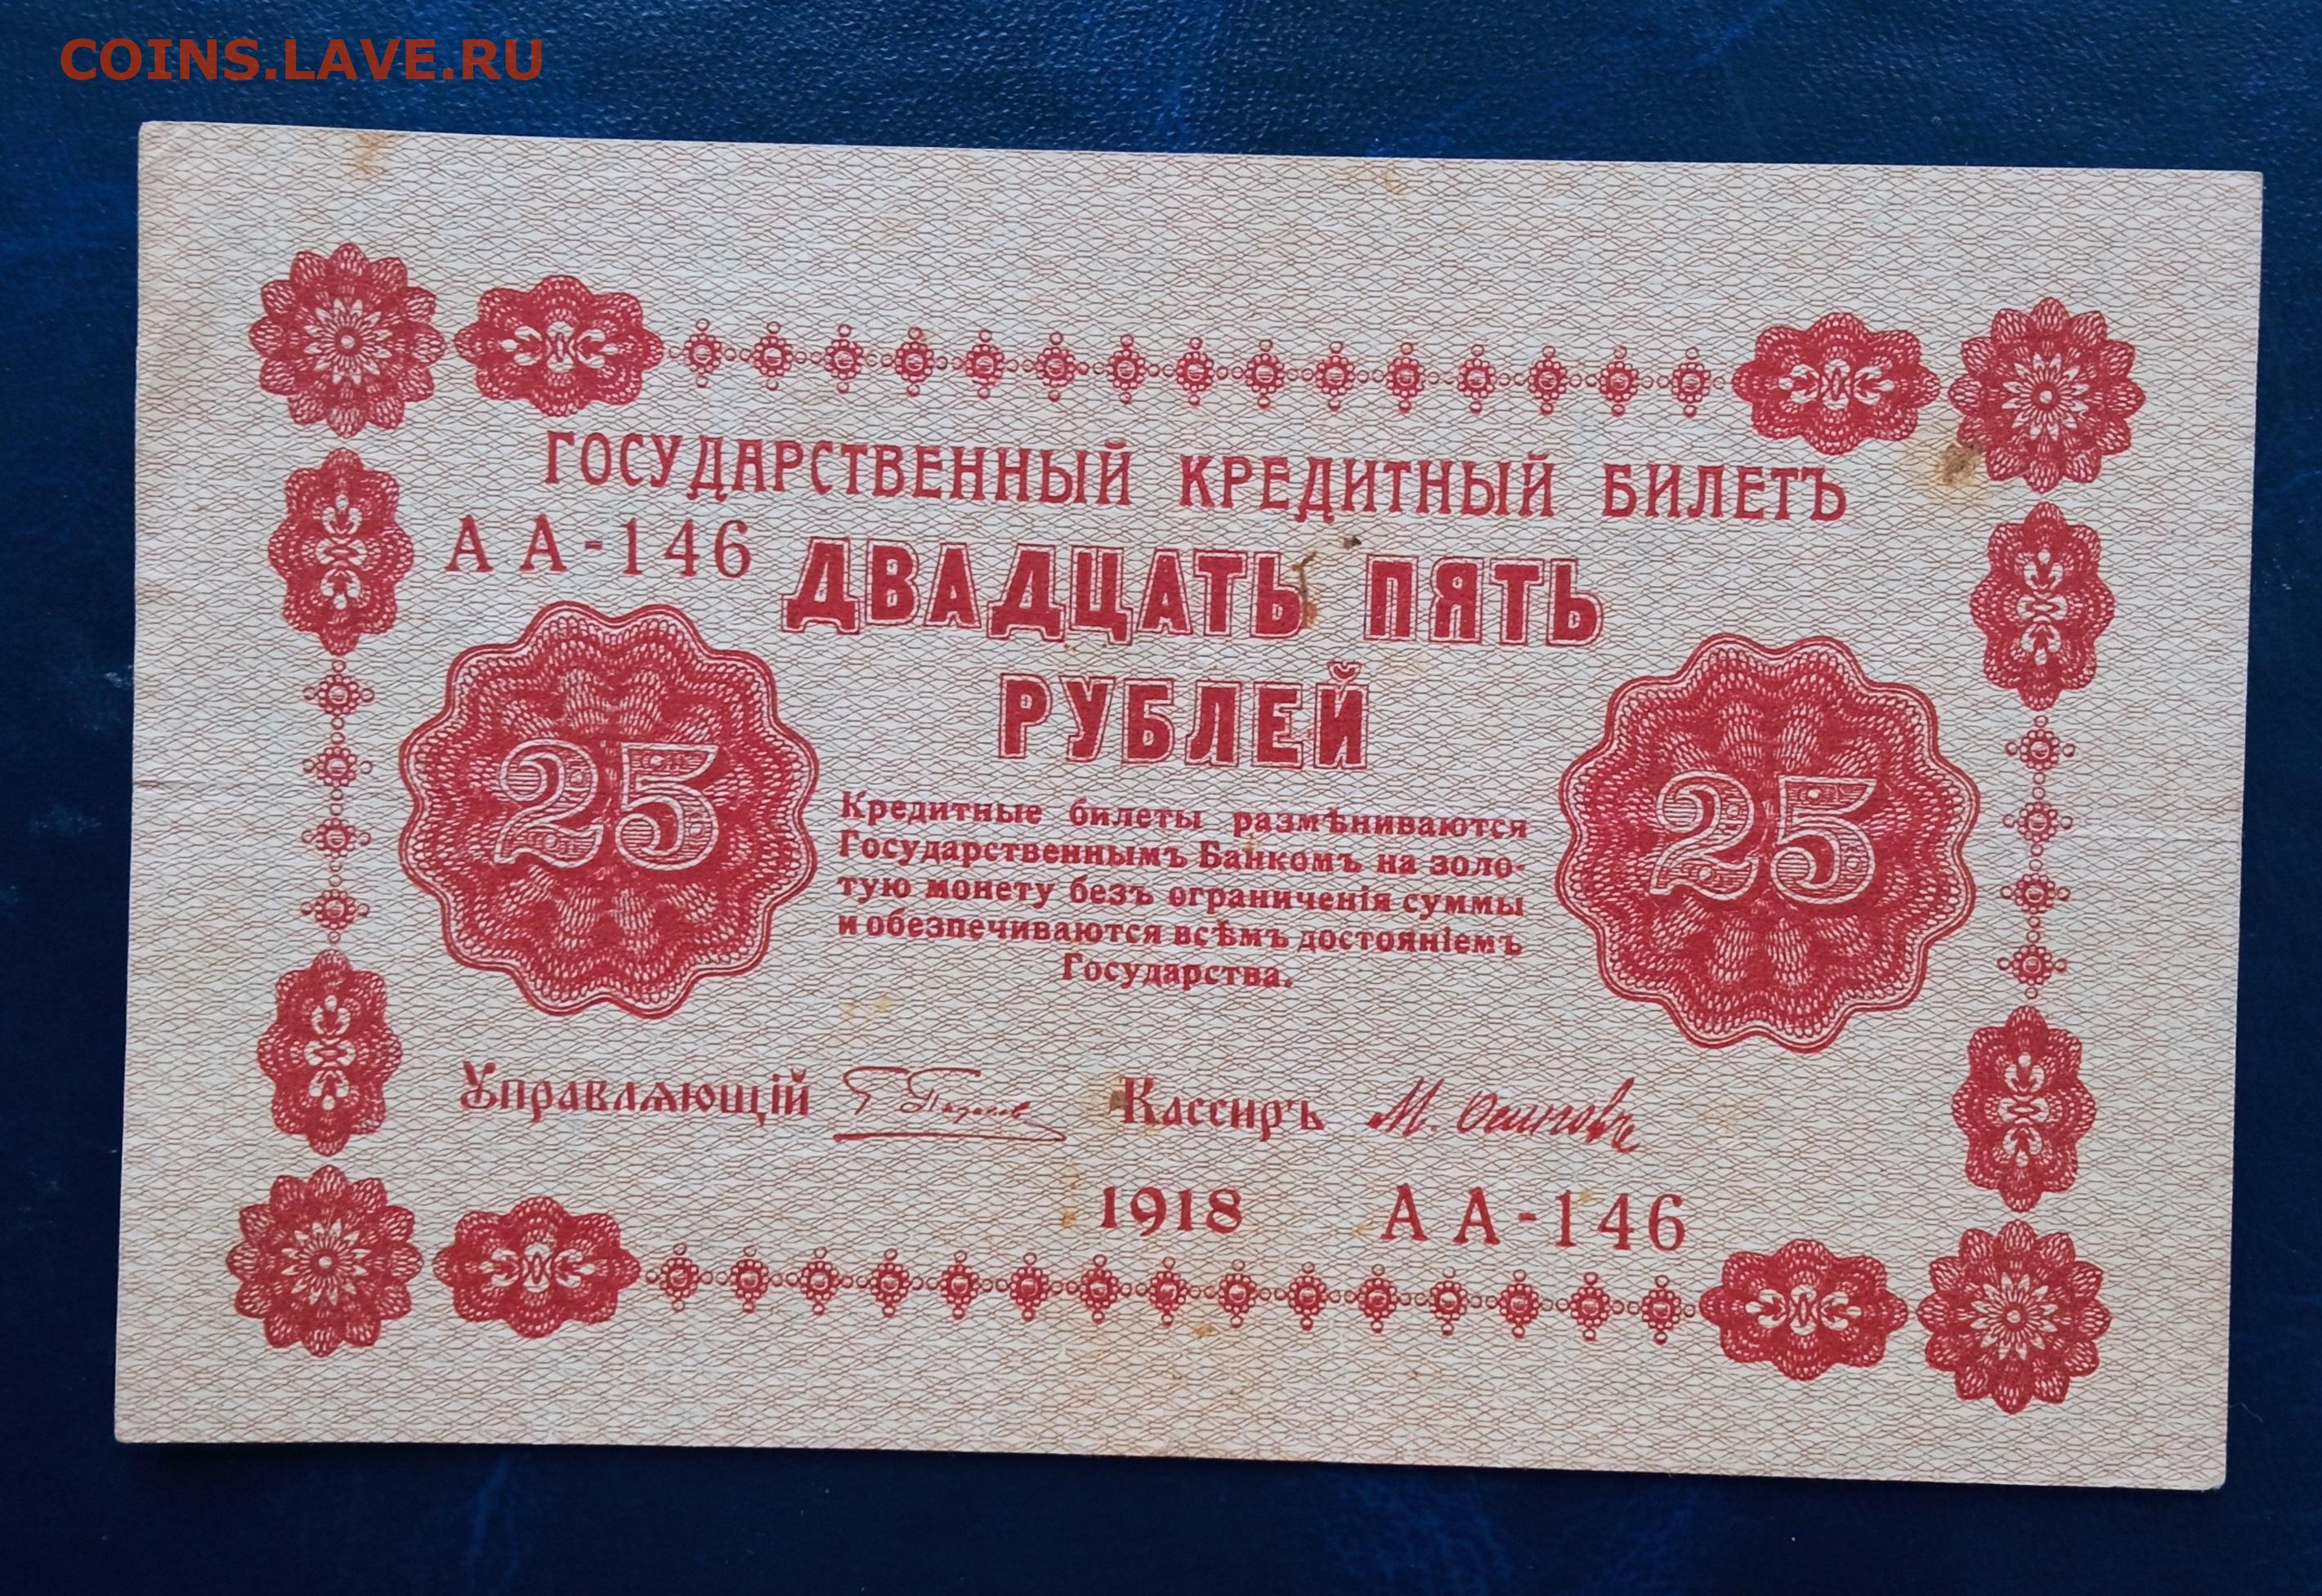 COINS.LAVE.RU
ГОСУДАРСТВЕННЫЙ КРЕДИТНЫЙ БИЛЕТЪ
АА-146
ДВАДЦАТЬ ПЯТЬ
РУБЛЕЙ
25
25
Кредитные билеты размѣниваются
Государственнымъ Банкомъ на золо-
тую монету безъ ограниченія суммы
и обезпечиваются всѣмъ достояніемъ
Государства.
Управляющій
Кассиръ М. Осиповъ
1918 АА-146